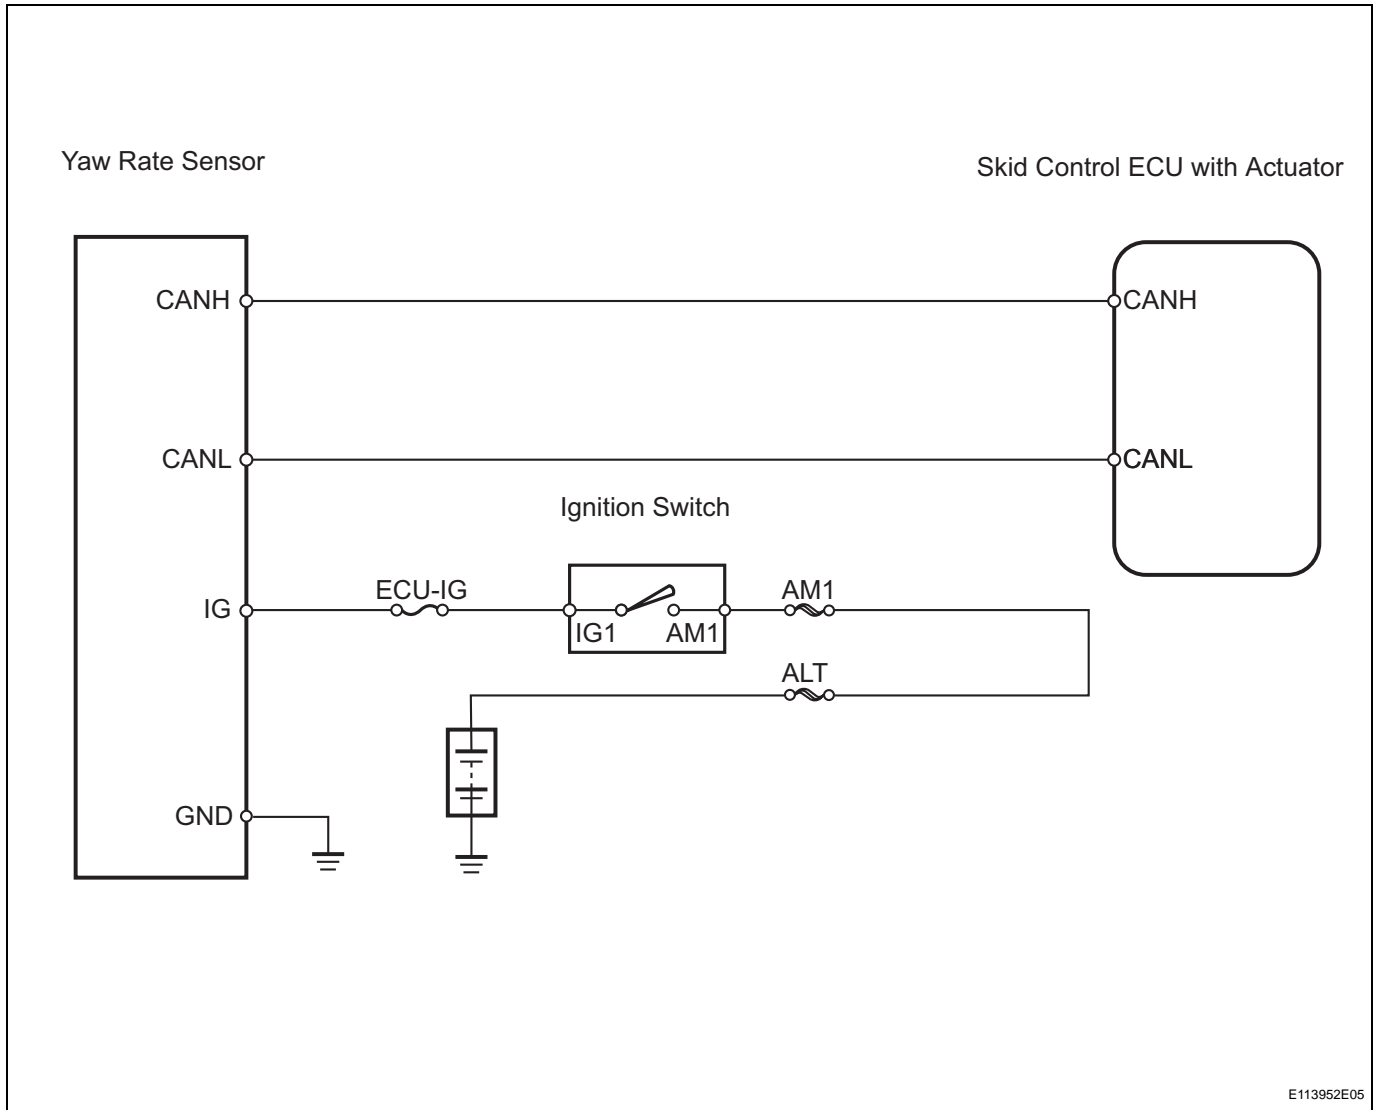 Yaw Rate Sensor
Skid Control ECU with Actuator
CANH
CANH
CANL
CANL
Ignition Switch
ECU-IG
AM1
IG
IG1
AM1
ALT
GND
E113952E05